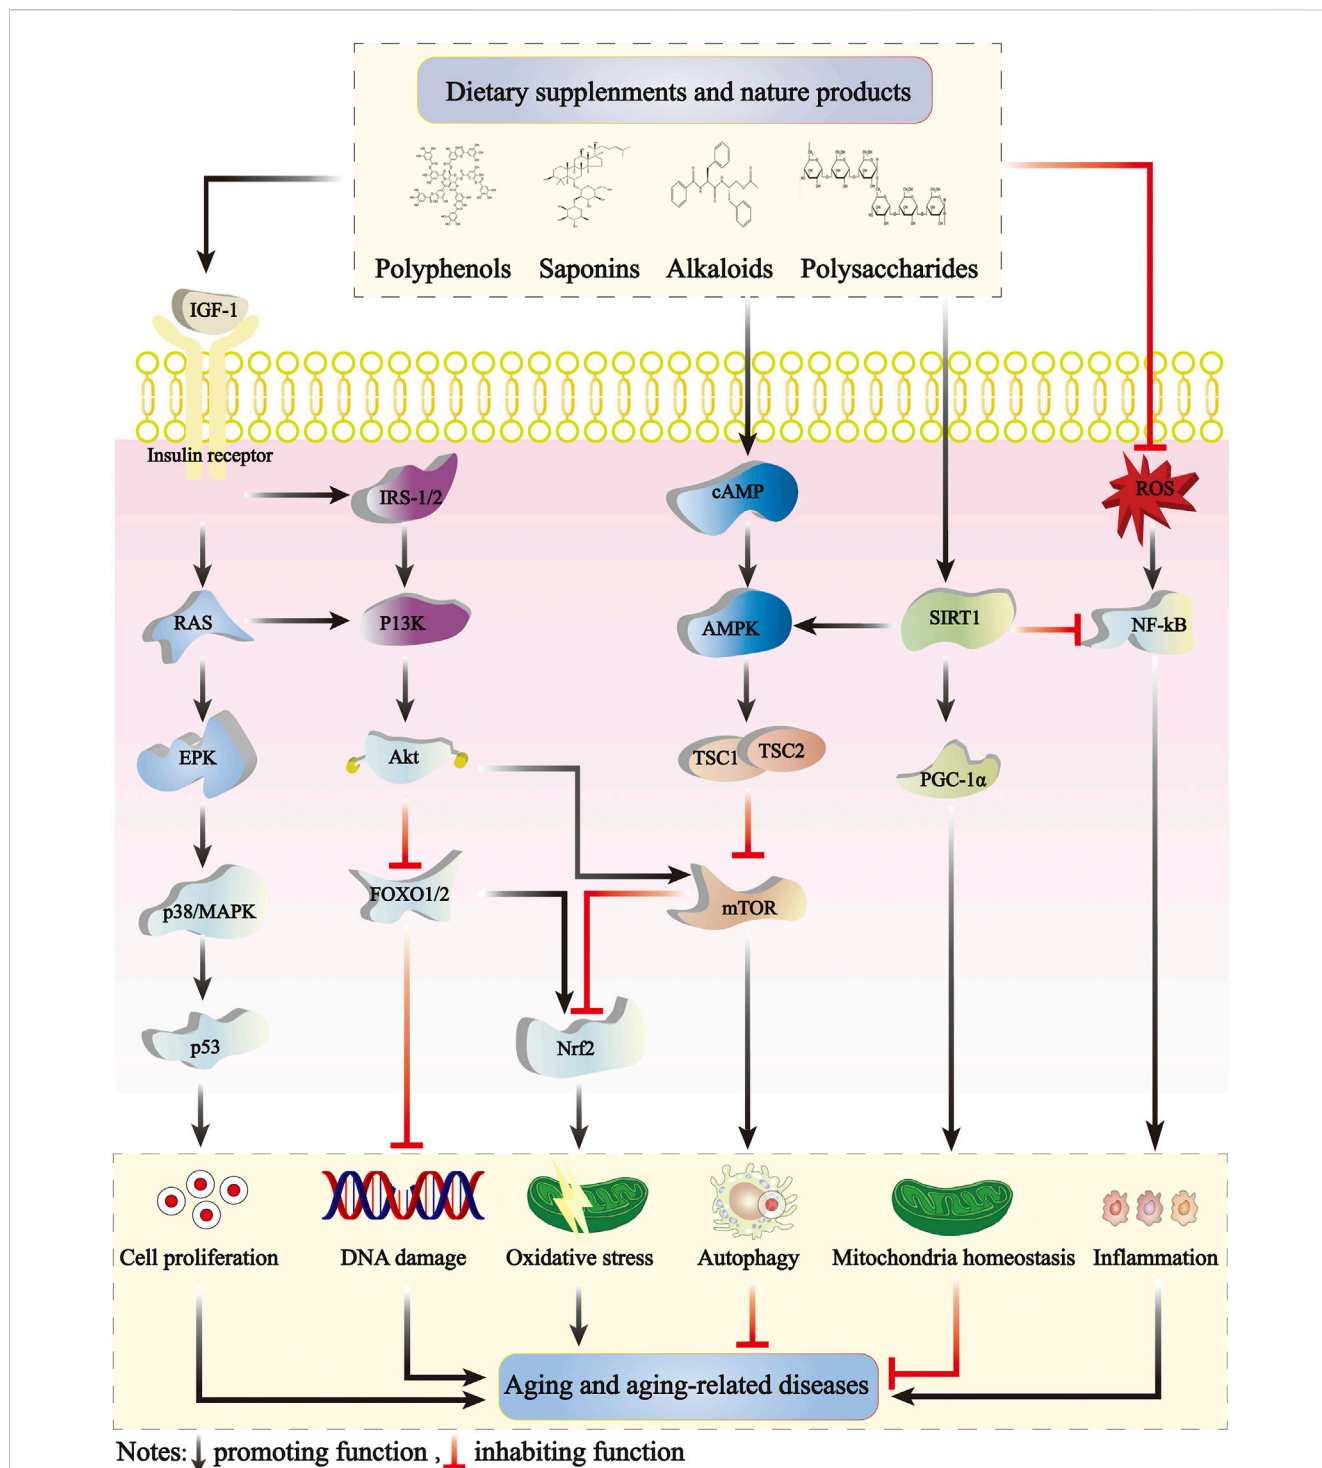 Dietary supplenments and nature products
Polyphenols
Saponins
Alkaloids
Polysaccharides
IGF-1
Insulin receptor
IRS-1/2
cAMP
ROS
RAS
P13K
AMPK
SIRT1
NF-kB
EPK
Akt
TSC1
TSC2
PGC-1α
p38/MAPK
FOXO1/2
mTOR
p53
Nrf2
Cell proliferation
DNA damage
Oxidative stress
Autophagy
Mitochondria homeostasis
Inflammation
Aging and aging-related diseases
Notes: promoting function , inhabiting function